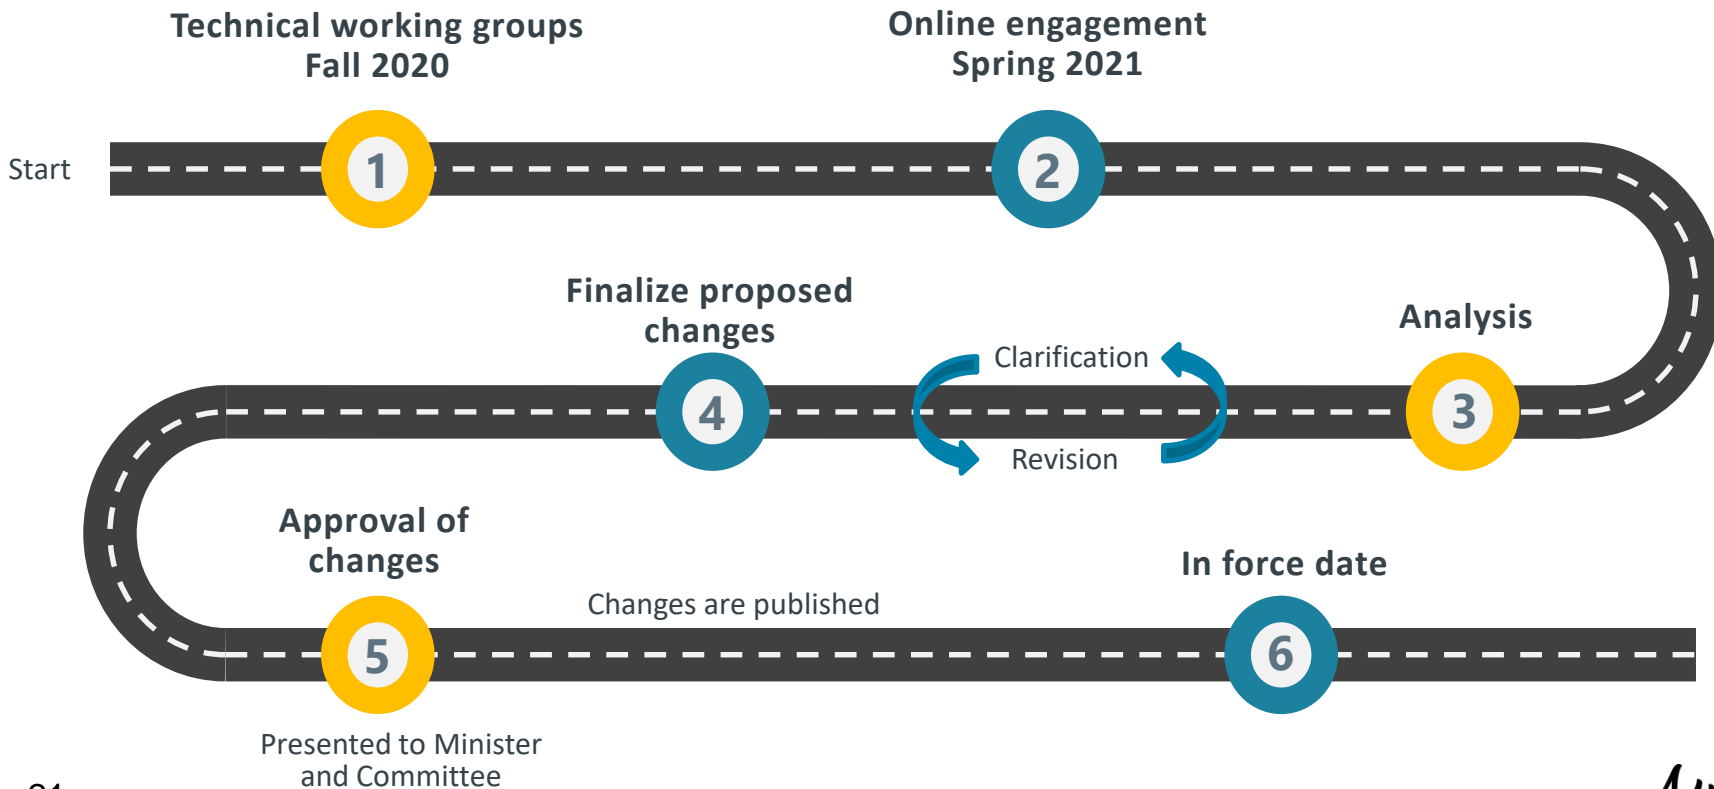 Technical working groups
Fall 2020
Online engagement
Spring 2021
Start
1
2
Finalize proposed
changes
Analysis
Clarification
4
3
Revision
Approval of
changes
In force date
Changes are published
5
6
Presented to Minister
and Committee